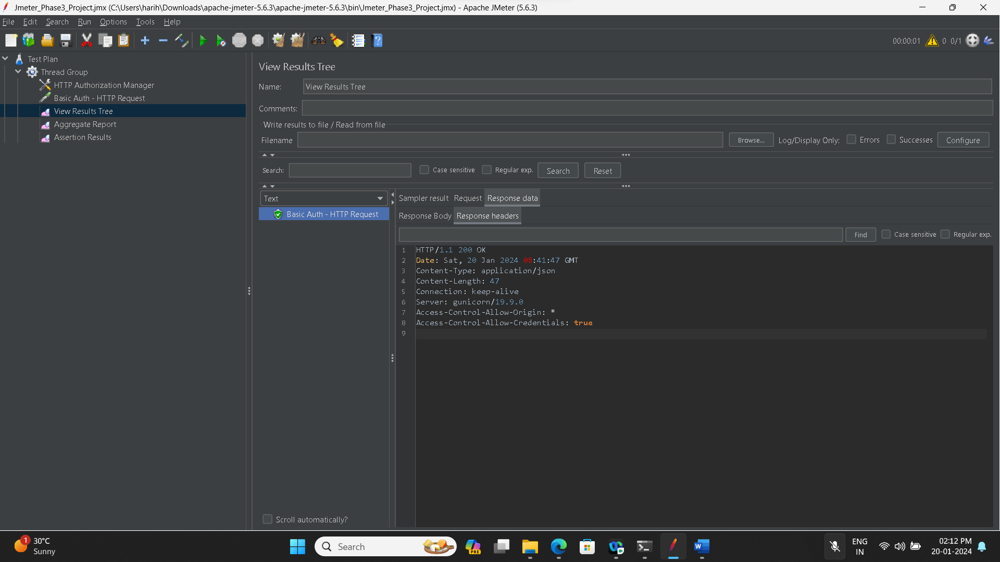 Jmeter_Phase3_Project.jmx (C:\Users\harih\Downloads\apache-jmeter-5.6.3\apache-jmeter-5.6.3\bin\Jmeter_Phase3_Project.jmx) - Apache JMeter (5.6.3)
File Edit Search Run Options Tools Help
STOP
00:00:01 0 0/1
Test Plan
Thread Group
HTTP Authorization Manager
Basic Auth - HTTP Request
View Results Tree
Aggregate Report
Assertion Results
View Results Tree
Name: View Results Tree
Comments:
Write results to file / Read from file
Filename Browse... Log/Display Only: Errors Successes Configure
Search: Case sensitive Regular exp. Search Reset
Text
Basic Auth - HTTP Request
Scroll automatically?
Sampler result Request Response data
Response Body Response headers
Find Case sensitive Regular exp.
1 HTTP/1.1 200 OK
2 Date: Sat, 20 Jan 2024 08:41:47 GMT
3 Content-Type: application/json
4 Content-Length: 47
5 Connection: keep-alive
6 Server: gunicorn/19.9.0
7 Access-Control-Allow-Origin: *
8 Access-Control-Allow-Credentials: true
9
1 30°C
Sunny
Search
PRE
W
ENG
IN
02:12 PM
20-01-2024